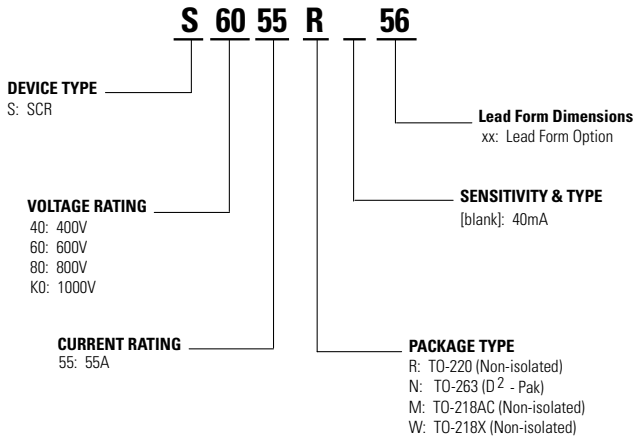 S 60 55 R 56
DEVICE TYPE
S: SCR
Lead Form Dimensions
xx: Lead Form Option
SENSITIVITY & TYPE
[blank]: 40mA
VOLTAGE RATING
40: 400V
60: 600V
80: 800V
K0: 1000V
CURRENT RATING
55: 55A
PACKAGE TYPE
R: TO-220 (Non-isolated)
N: TO-263 (D² - Pak)
M: TO-218AC (Non-isolated)
W: TO-218X (Non-isolated)